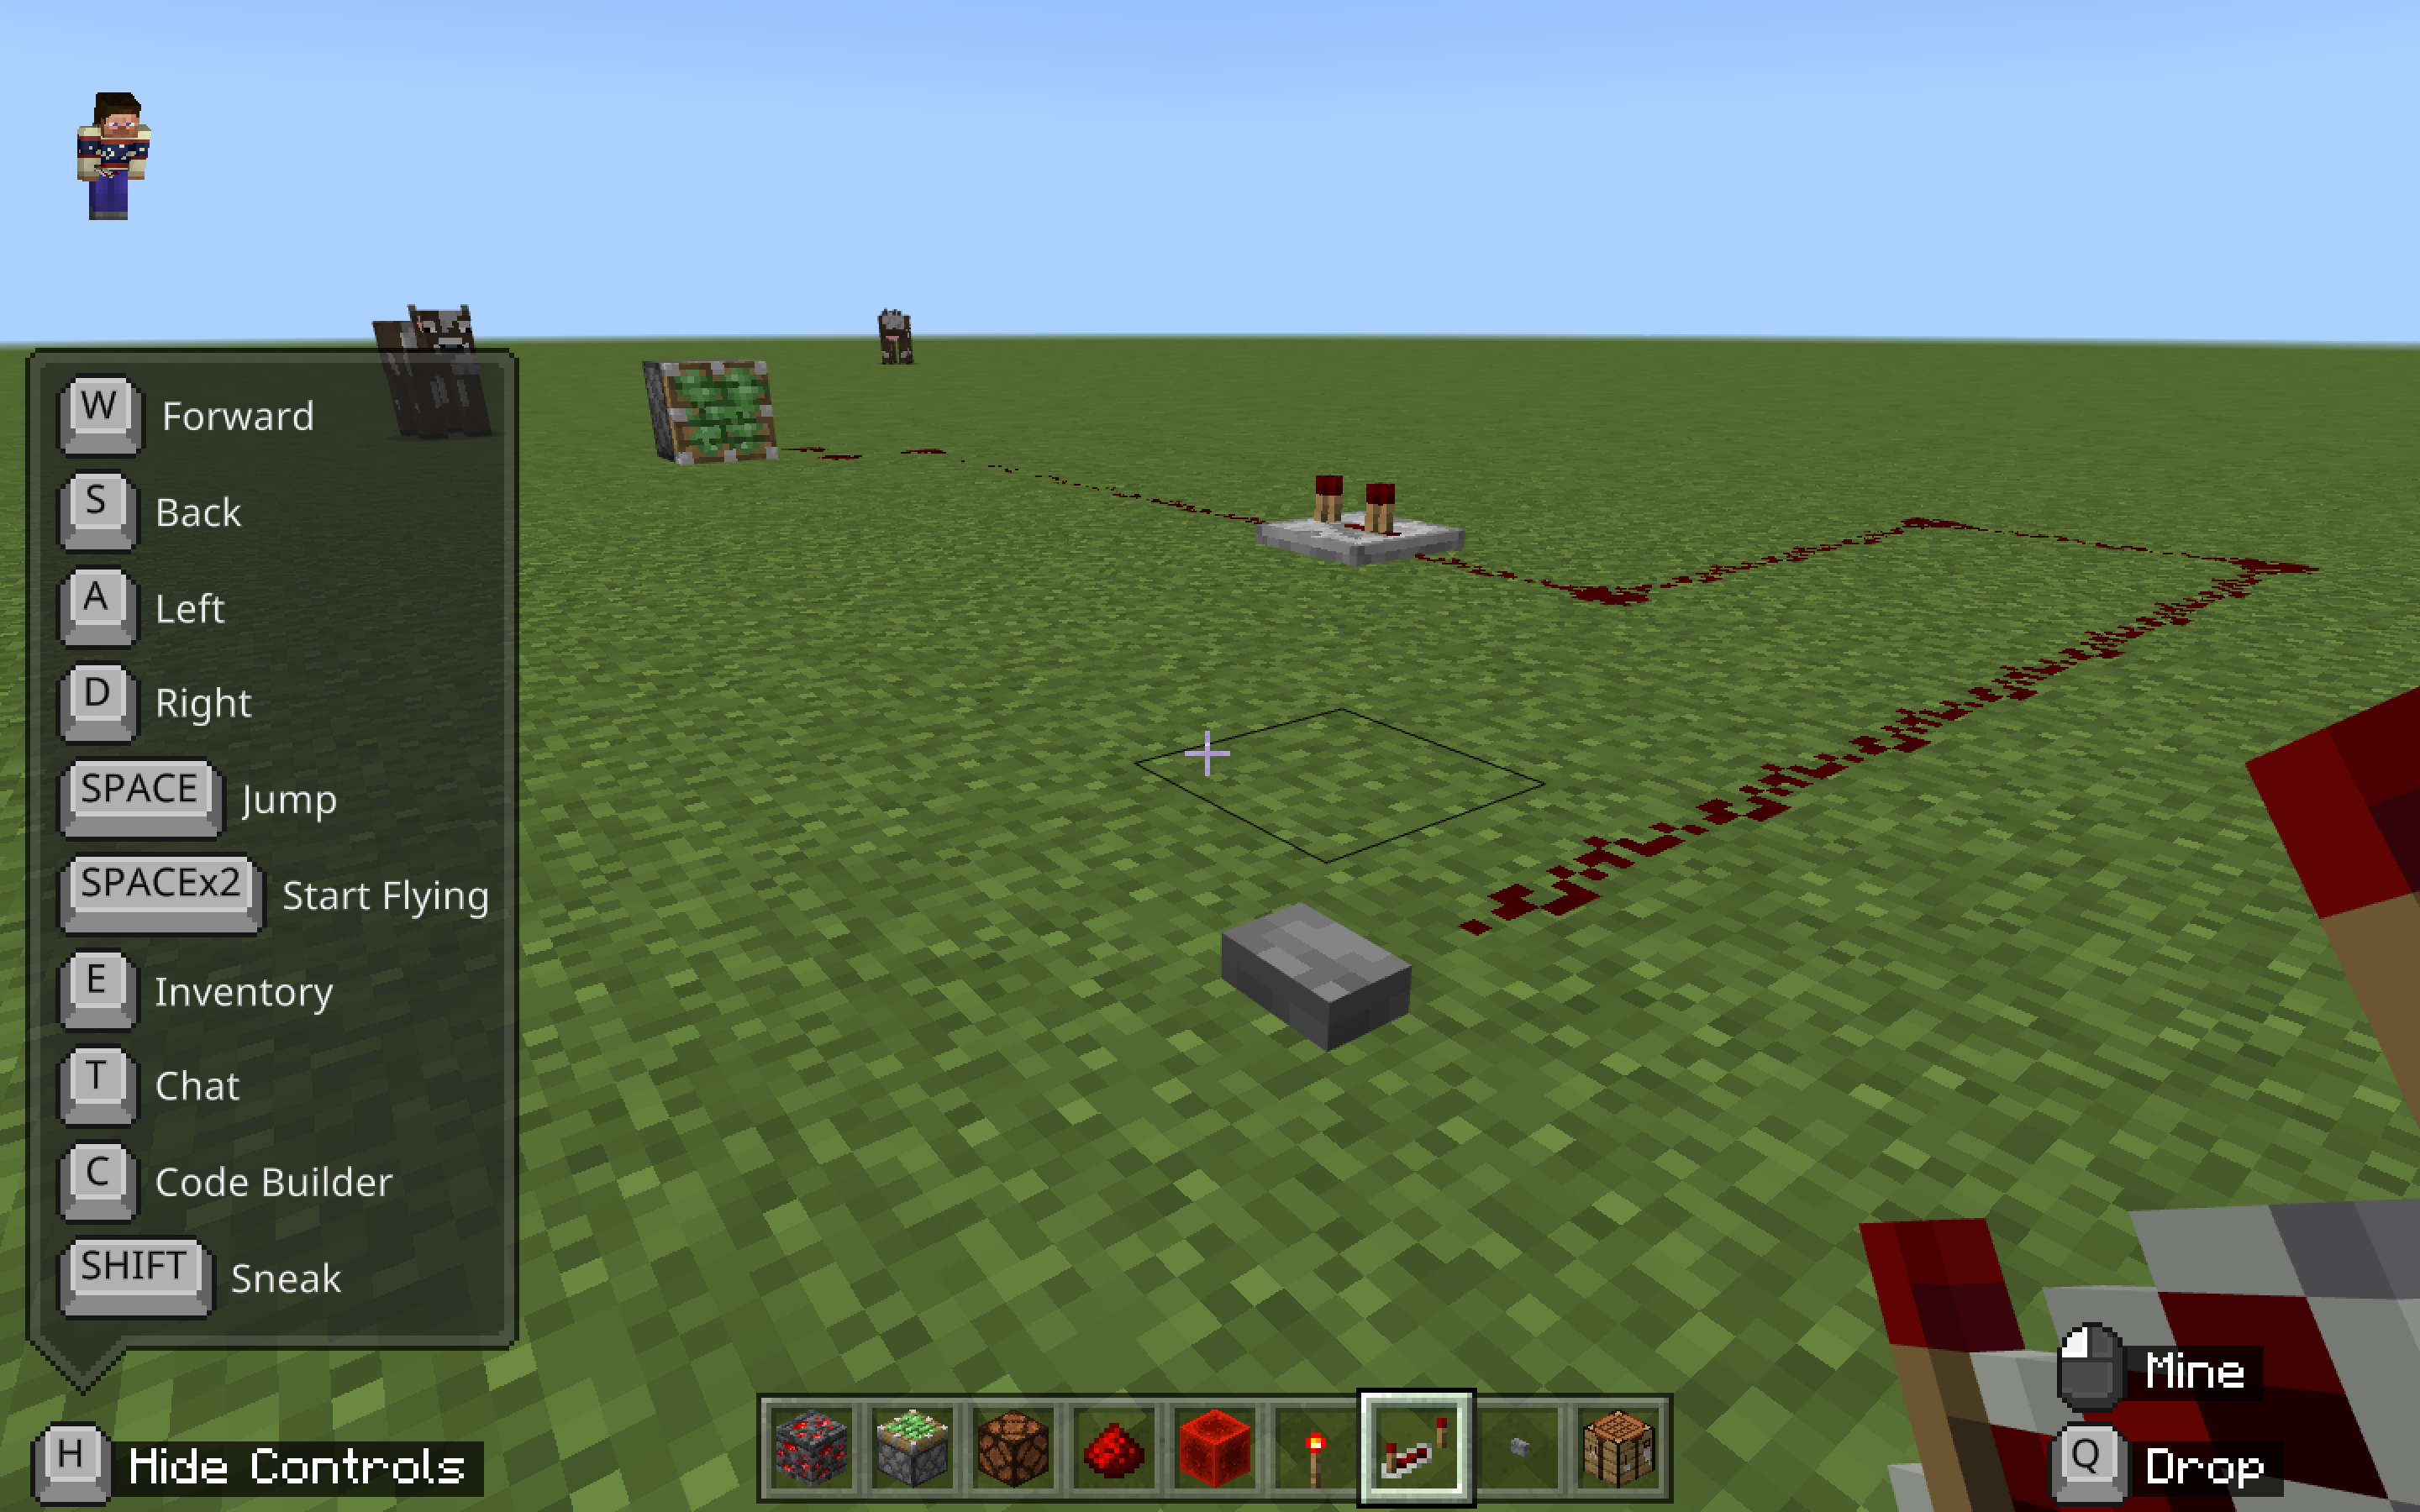 W Forward
S Back
A Left
D Right
SPACE Jump
SPACEx2 Start Flying
E Inventory
T Chat
C Code Builder
SHIFT Sneak
H Hide Controls
Mine
Q Drop